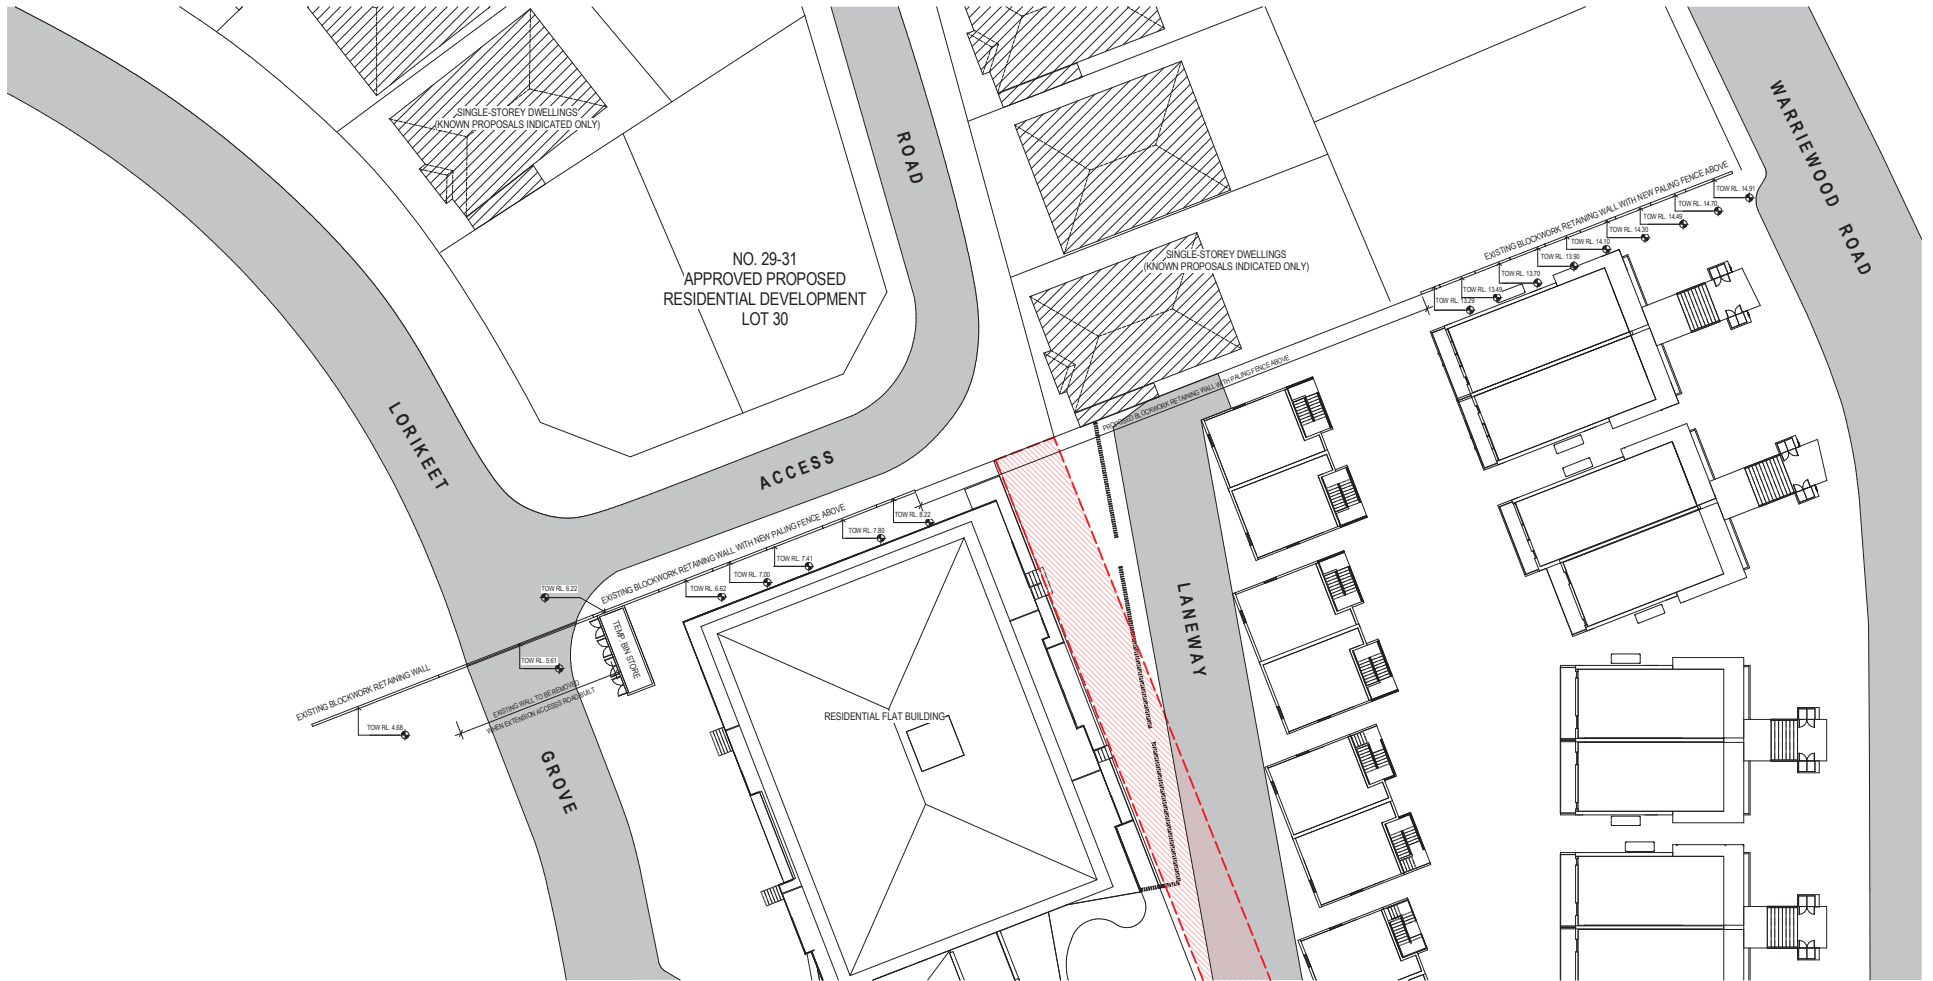 SINGLE-STOREY DWELLINGS
(KNOWN PROPOSALS INDICATED ONLY)
ROAD
WARRIEWOOD ROAD
NO. 29-31
APPROVED PROPOSED
RESIDENTIAL DEVELOPMENT
LOT 30
SINGLE-STOREY DWELLINGS
(KNOWN PROPOSALS INDICATED ONLY)
EXISTING BLOCKWORK RETAINING WALL WITH NEW PALING FENCE ABOVE
TOW RL. 14.91
TOW RL. 14.70
TOW RL. 14.49
TOW RL. 14.30
TOW RL. 14.10
TOW RL. 13.90
TOW RL. 13.70
TOW RL. 13.49
TOW RL. 13.29
PROPOSED BLOCKWORK RETAINING WALL WITH PALING FENCE ABOVE
LORIKEET
ACCESS
EXISTING BLOCKWORK RETAINING WALL WITH NEW PALING FENCE ABOVE
TOW RL. 8.22
TOW RL. 7.80
TOW RL. 7.41
TOW RL. 7.00
TOW RL. 6.62
TOW RL. 6.22
TEMP. BIN STORE
TOW RL. 5.61
EXISTING BLOCKWORK RETAINING WALL
TOW RL. 4.68
EXISTING WALL TO BE REMOVED
WHEN EXTENSION ACCESSS ROAD BUILT
LANEWAY
RESIDENTIAL FLAT BUILDING
GROVE